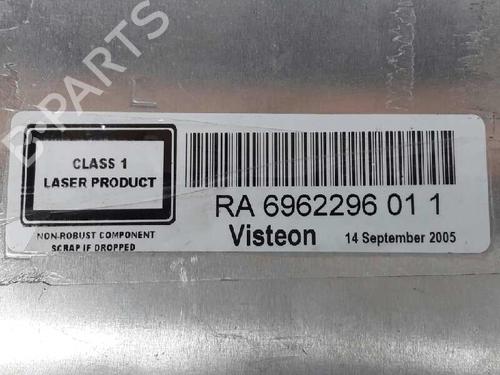 CLASS 1
LASER PRODUCT
NON-ROBUST COMPONENT
SCRAP IF DROPPED
RA 6962296 01 1
Visteon
14 September 2005
B-PARTS